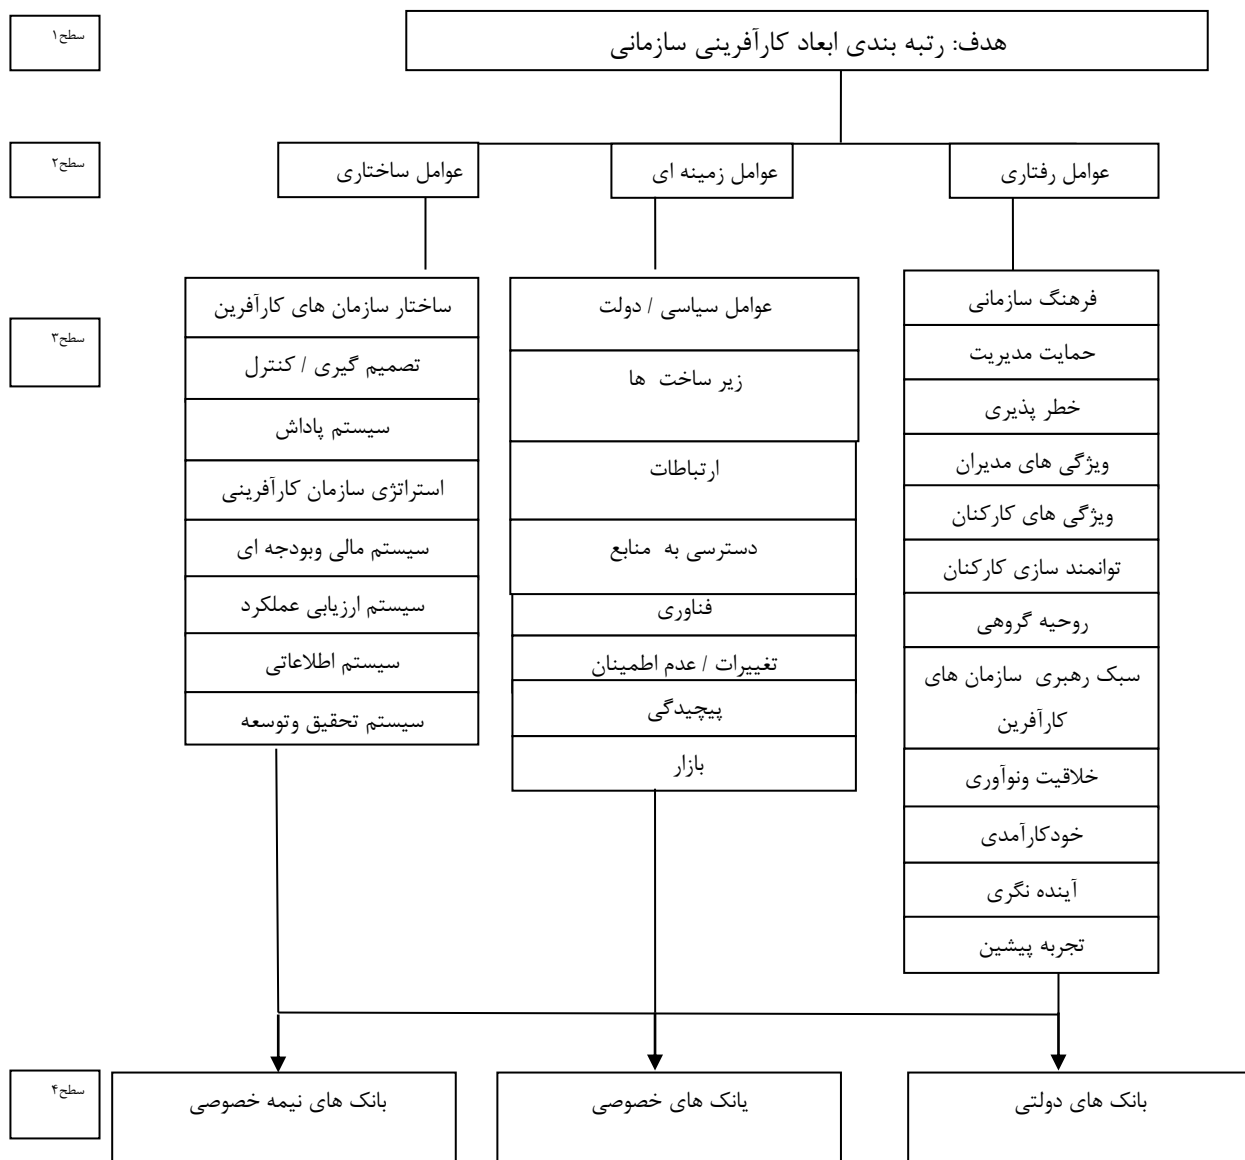 هدف: رتبه بندی ابعاد کارآفرینی سازمانی
سطح۱
عوامل رفتاری
عوامل زمینه ای
عوامل ساختاری
سطح۲
فرهنگ سازمانی
حمایت مدیریت
خطر پذیری
ویژگی های مدیران
ویژگی های کارکنان
توانمند سازی کارکنان
روحیه گروهی
سبک رهبری سازمان های
کارآفرین
خلاقیت ونوآوری
خودکارآمدی
آینده نگری
تجربه پیشین
عوامل سیاسی / دولت
زیر ساخت ها
ارتباطات
دسترسی به منابع
فناوری
تغییرات / عدم اطمینان
پیچیدگی
بازار
ساختار سازمان های کارآفرین
تصمیم گیری / کنترل
سیستم پاداش
استراتژی سازمان کارآفرینی
سیستم مالی وبودجه ای
سیستم ارزیابی عملکرد
سیستم اطلاعاتی
سیستم تحقیق وتوسعه
سطح۳
بانک های دولتی
یانک های خصوصی
بانک های نیمه خصوصی
سطح۴